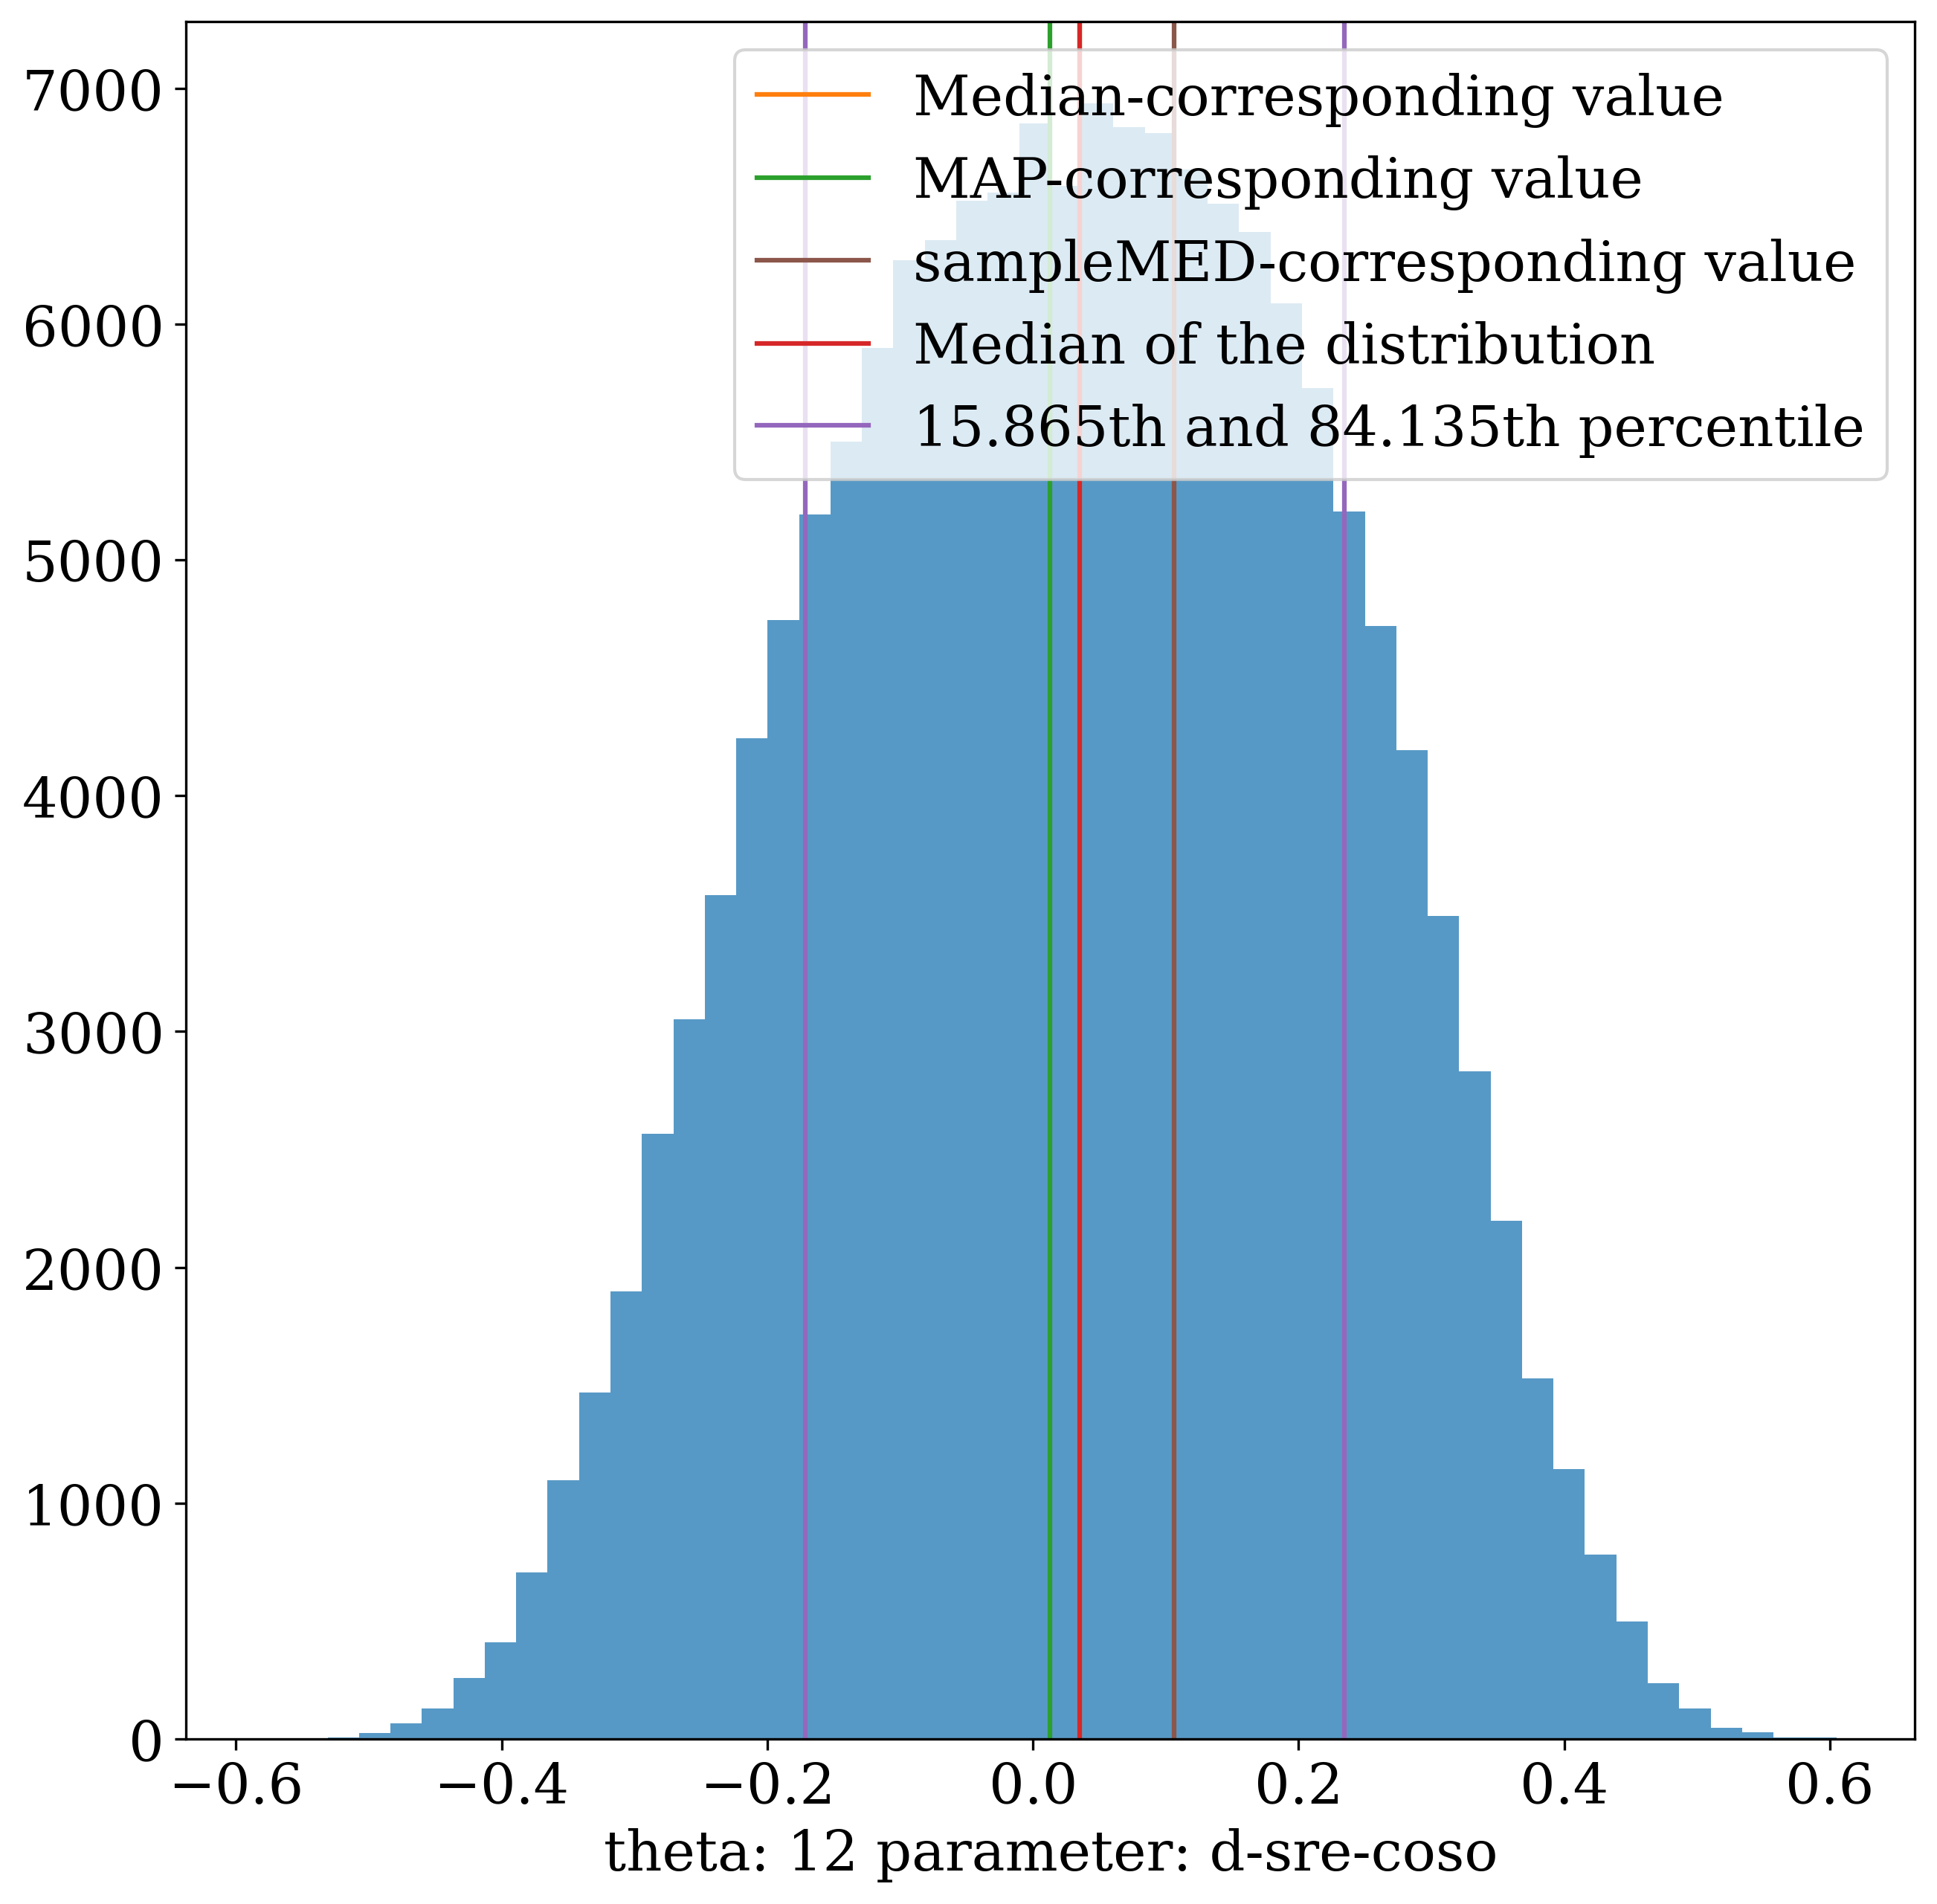 7000
6000
5000
4000
3000
2000
1000
0
Median-corresponding value
MAP-corresponding value
sampleMED-corresponding value
Median of the distribution
15.865th and 84.135th percentile
−0.6 −0.4 −0.2 0.0 0.2 0.4 0.6
theta: 12 parameter: d-sre-coso